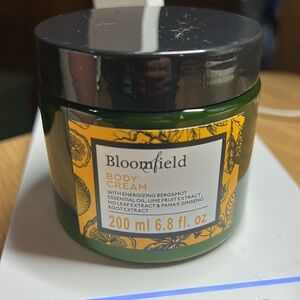 Bloomfield
BODY
CREAM
WITH ENERGIZING BERGAMOT
ESSENTIAL OIL, LIME FRUIT EXTRACT,
HO LEAF EXTRACT & PANAX GINSENG
ROOT EXTRACT
200 ml 6.8 fl. oz